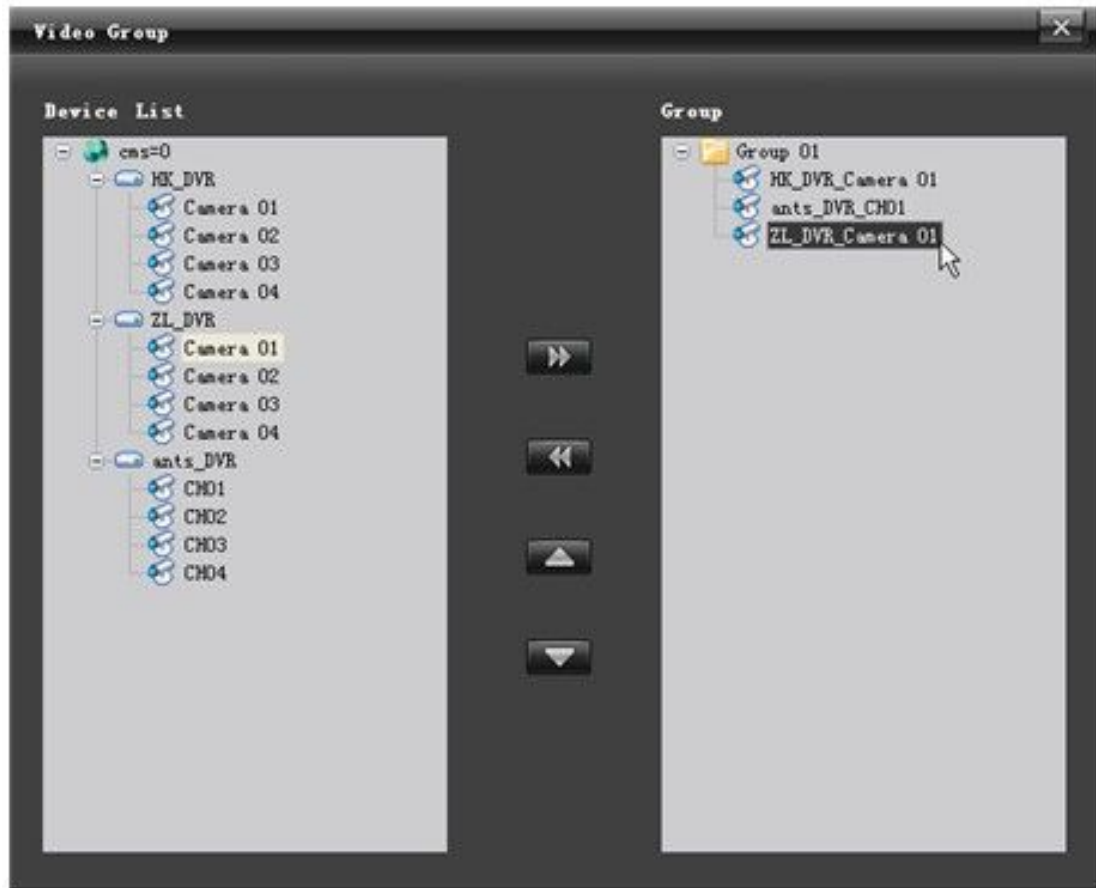 Video Group
Device List
cms=0
HK_DVR
Camera 01
Camera 02
Camera 03
Camera 04
ZL_DVR
Camera 01
Camera 02
Camera 03
Camera 04
ants_DVR
CH01
CH02
CH03
CH04
Group
Group 01
HK_DVR_Camera 01
ants_DVR_CH01
ZL_DVR_Camera 01